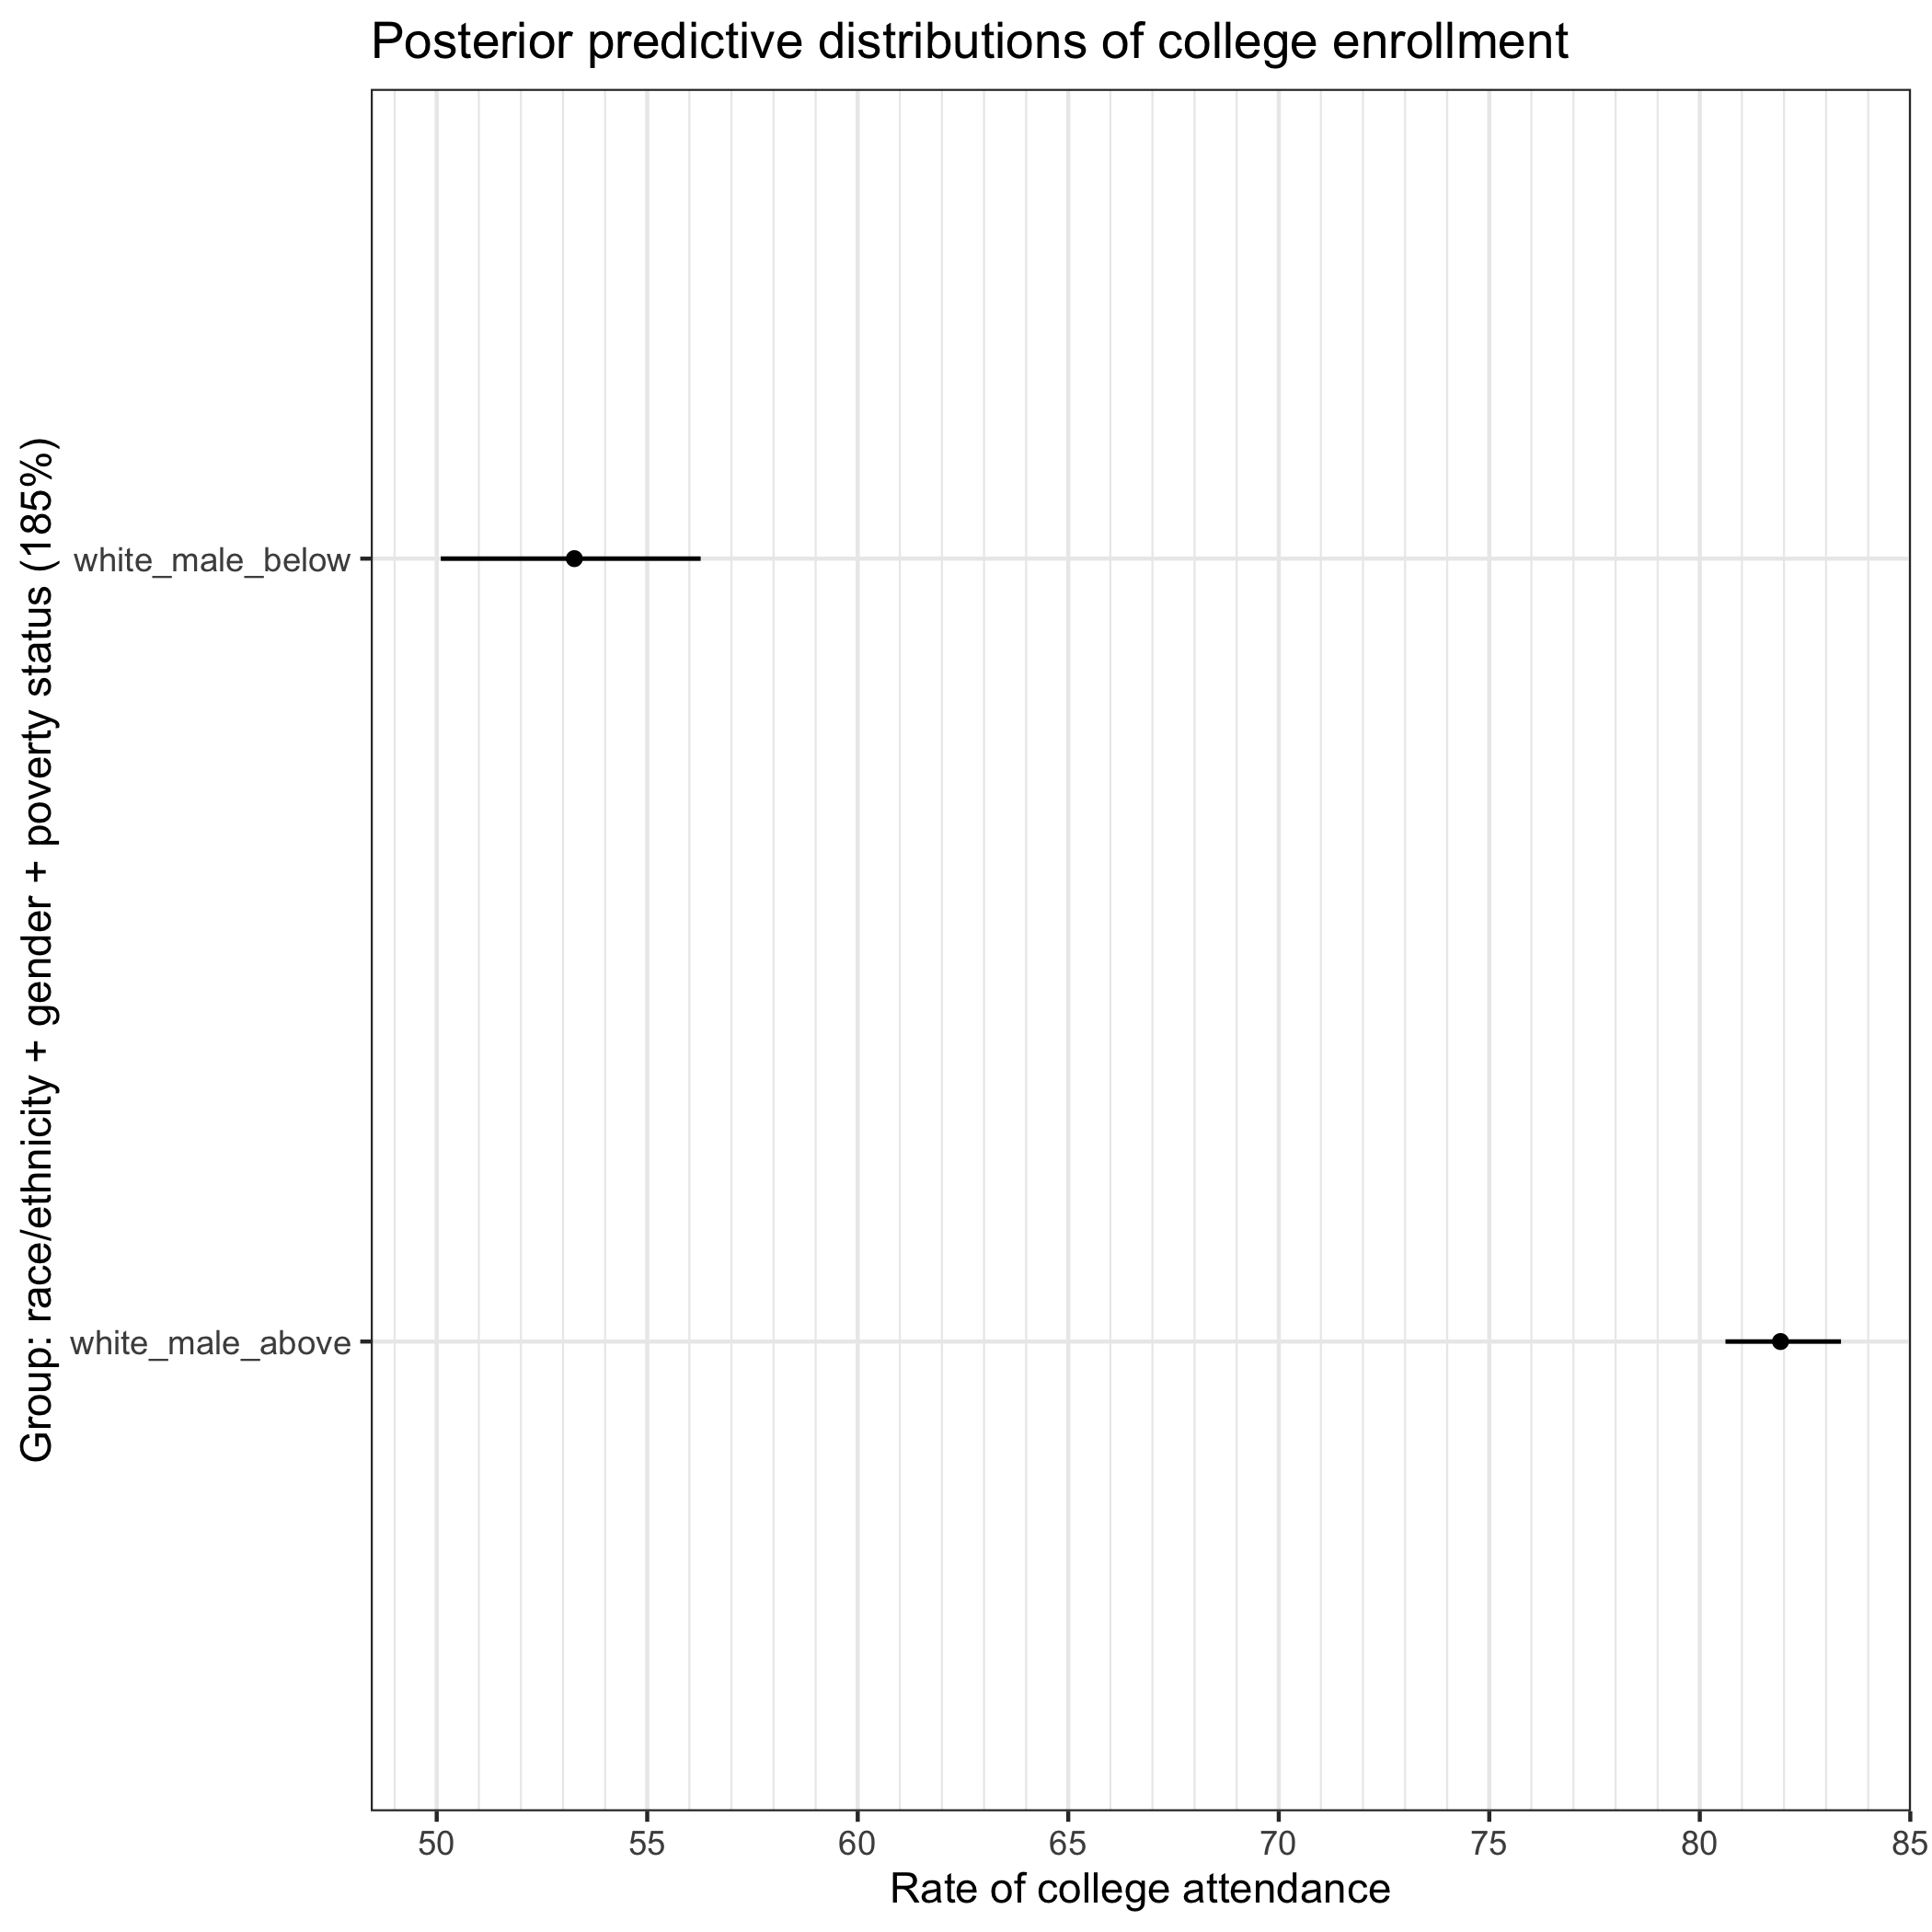 Posterior predictive distributions of college enrollment
Group: race/ethnicity + gender + poverty status (185%)
white_male_below
white_male_above
50 55 60 65 70 75 80 85
Rate of college attendance